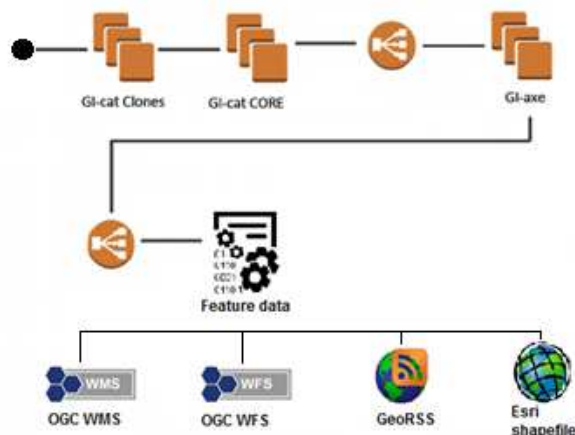 GI-cat Clones
GI-cat CORE
GI-axe
Feature data
WMS
WFS
OGC WMS
OGC WFS
GeoRSS
Esri
shapefile